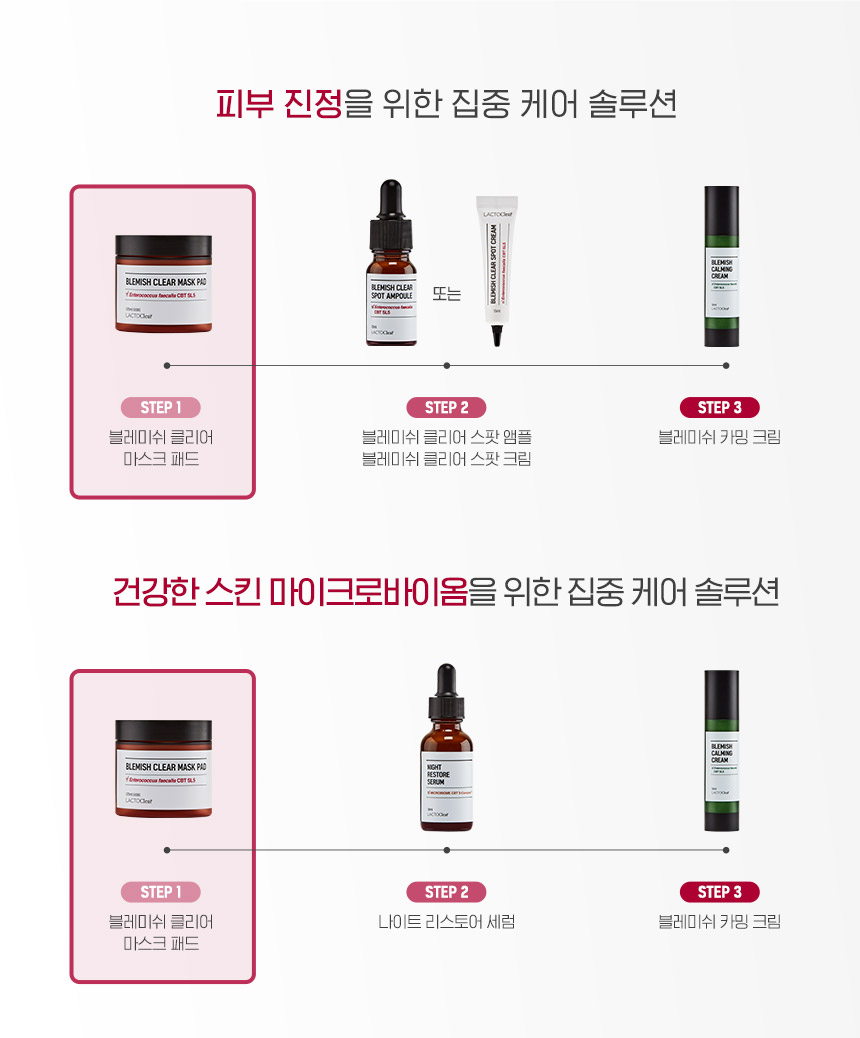 피부 진정을 위한 집중 케어 솔루션
BLEMISH CLEAR MASK PAD
Enterococcus faecalis CBT SL5
LACTOClear
BLEMISH CLEAR
SPOT AMPOULE
Enterococcus faecalis
CBT SL5
LACTOClear
또는
LACTOClear
BLEMISH CLEAR SPOT CREAM
Enterococcus faecalis CBT SL5
BLEMISH
CALMING
CREAM
LACTOClear
STEP 1
STEP 2
STEP 3
블레미쉬 클리어
마스크 패드
블레미쉬 클리어 스팟 앰플
블레미쉬 클리어 스팟 크림
블레미쉬 카밍 크림
건강한 스킨 마이크로바이옴을 위한 집중 케어 솔루션
BLEMISH CLEAR MASK PAD
Enterococcus faecalis CBT SL5
LACTOClear
NIGHT
RESTORE
SERUM
LACTOClear
BLEMISH
CALMING
CREAM
LACTOClear
STEP 1
STEP 2
STEP 3
블레미쉬 클리어
마스크 패드
나이트 리스토어 세럼
블레미쉬 카밍 크림